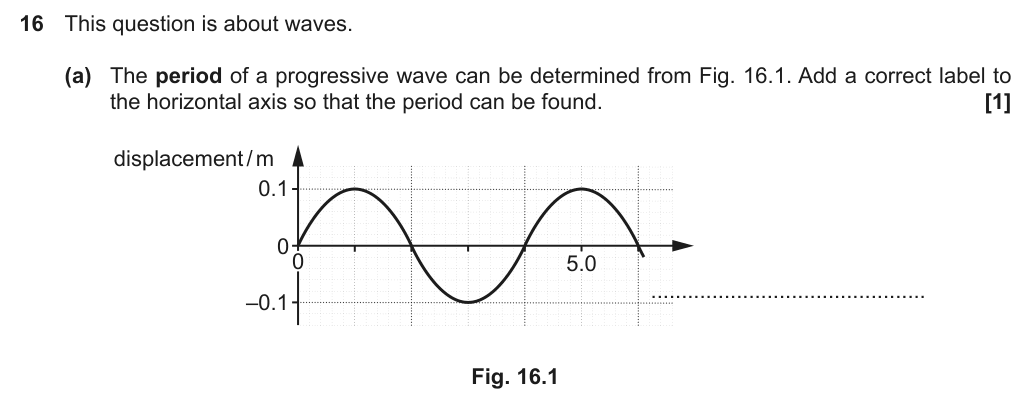 16 This question is about waves.
(a) The period of a progressive wave can be determined from Fig. 16.1. Add a correct label to
the horizontal axis so that the period can be found. [1]
displacement / m
0.1
0
0
5.0
–0.1
Fig. 16.1